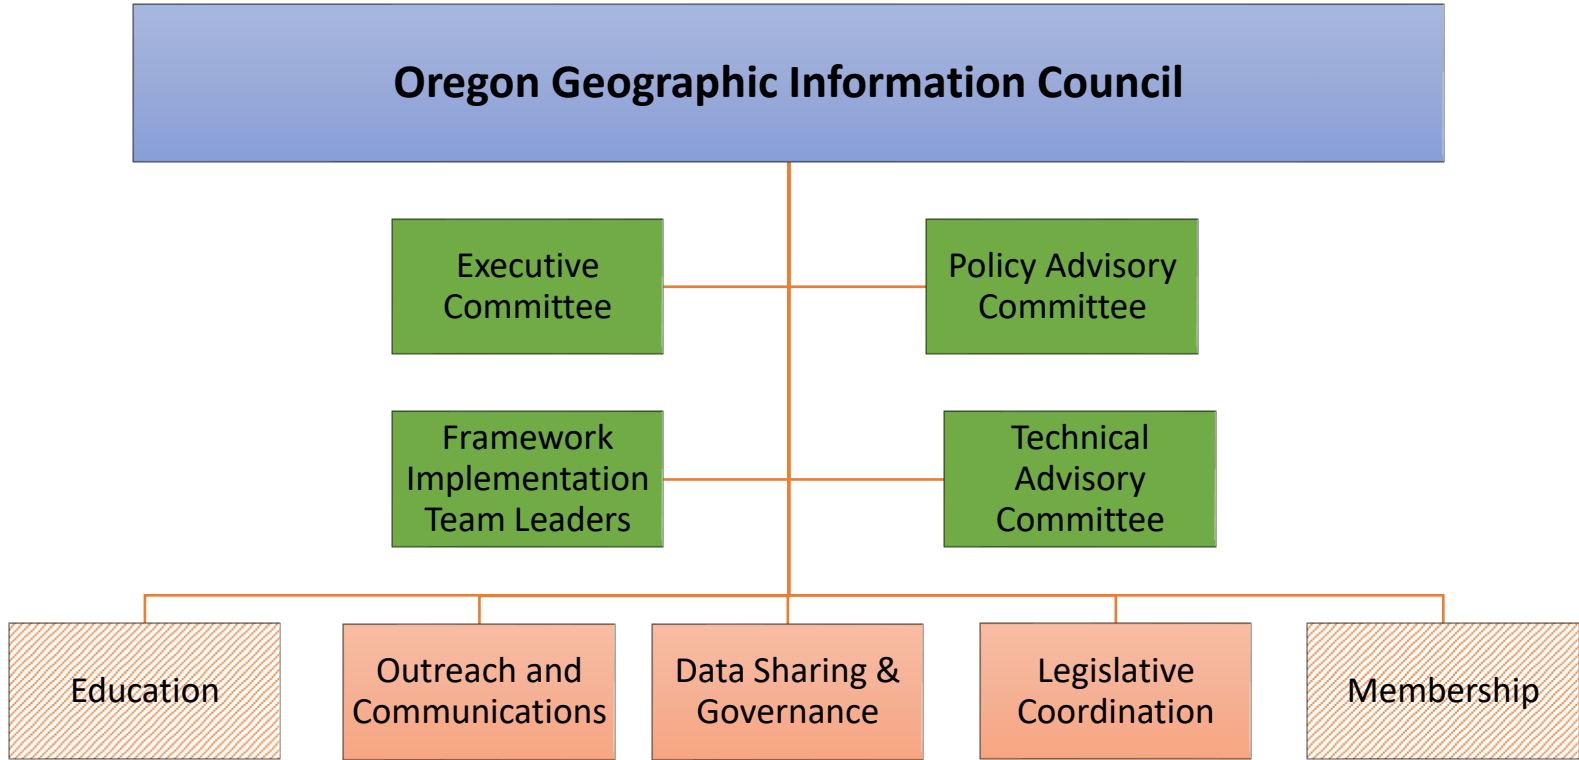 Oregon Geographic Information Council
Executive
Committee
Policy Advisory
Committee
Framework
Implementation
Team Leaders
Technical
Advisory
Committee
Education
Outreach and
Communications
Data Sharing &
Governance
Legislative
Coordination
Membership